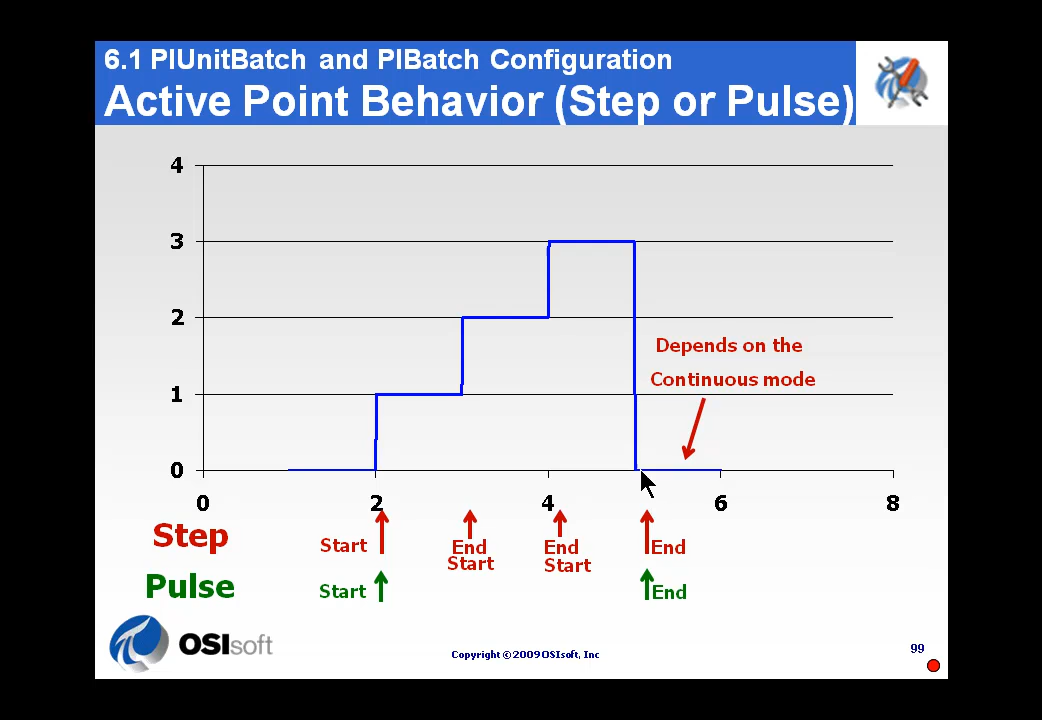 6.1 PIUnitBatch and PIBatch Configuration
Active Point Behavior (Step or Pulse)
4
3
2
Depends on the
Continuous mode
1
0
0 2 4 6 8
Step
Start
End
Start
End
Start
End
Pulse
Start
End
OSIsoft
Copyright © 2009 OSIsoft, Inc
99